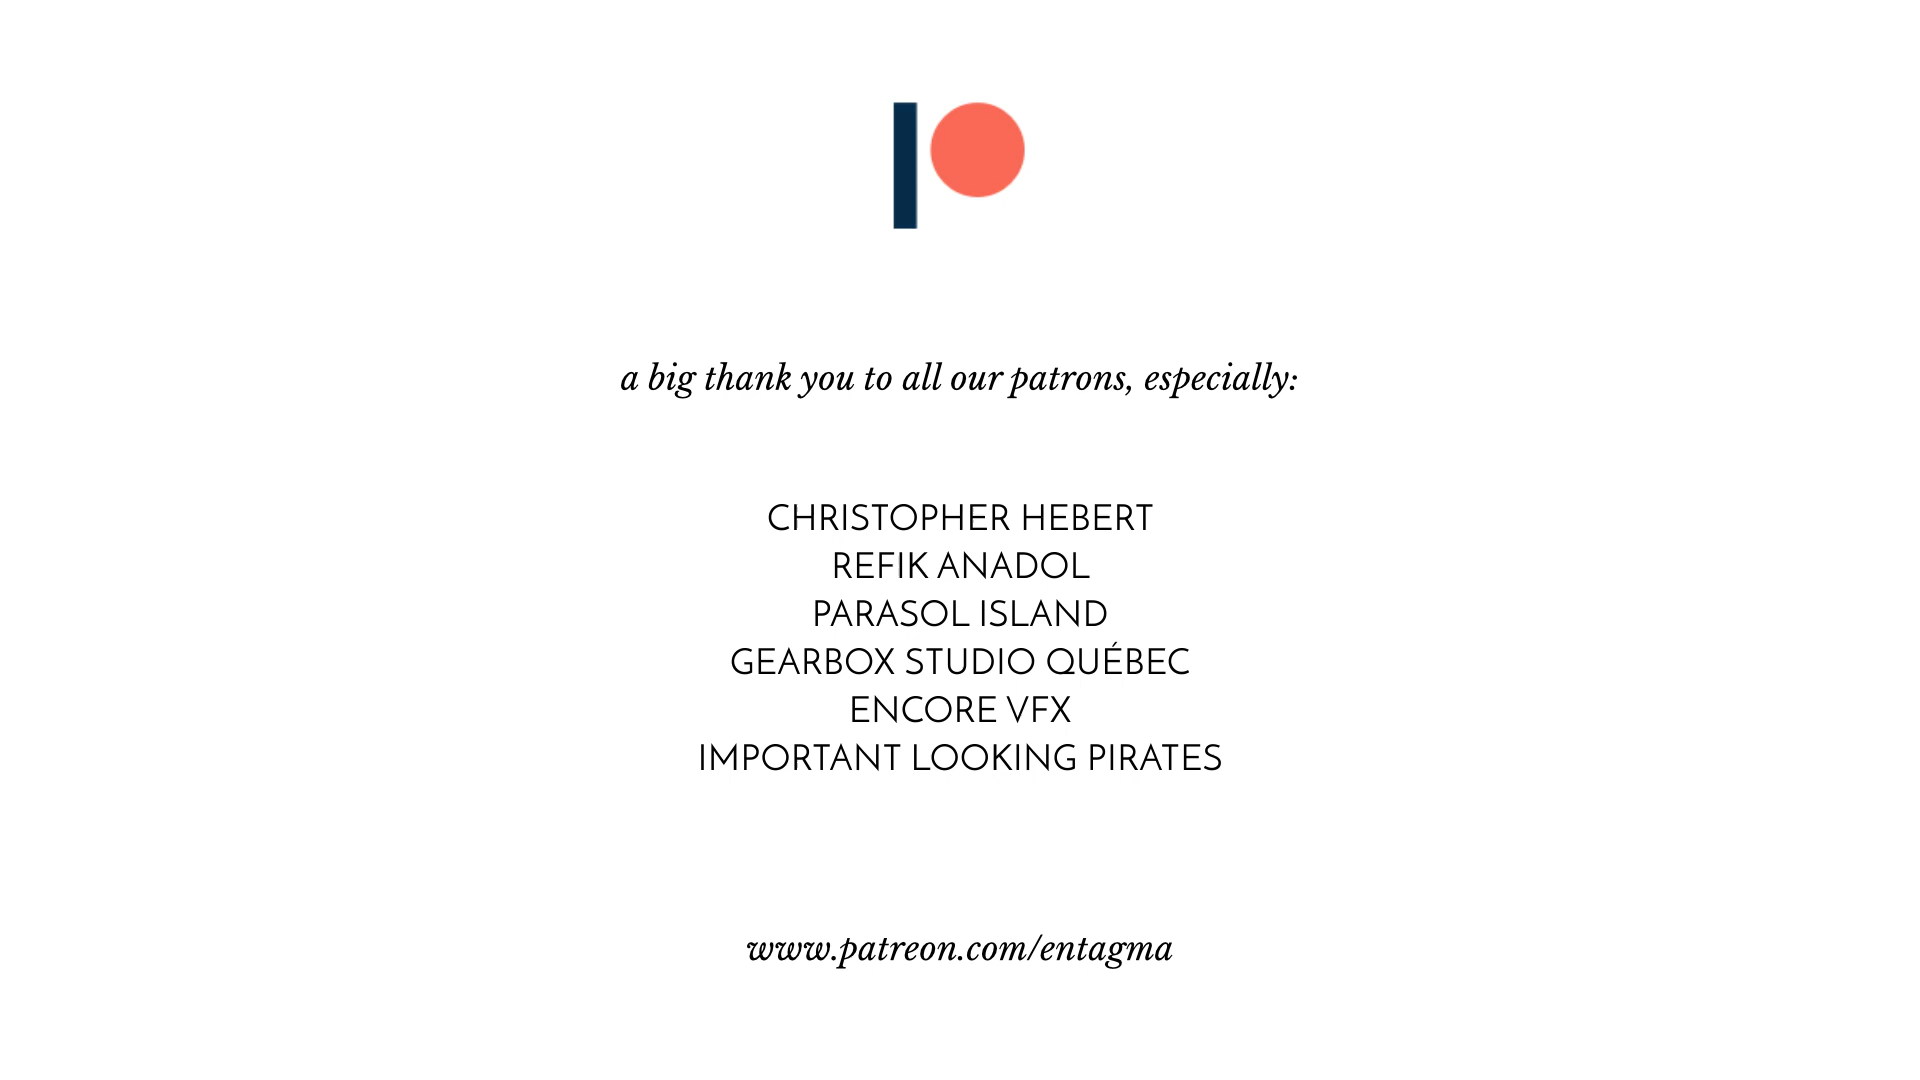 a big thank you to all our patrons, especially:
CHRISTOPHER HEBERT
REFIK ANADOL
PARASOL ISLAND
GEARBOX STUDIO QUÉBEC
ENCORE VFX
IMPORTANT LOOKING PIRATES
www.patreon.com/entagma